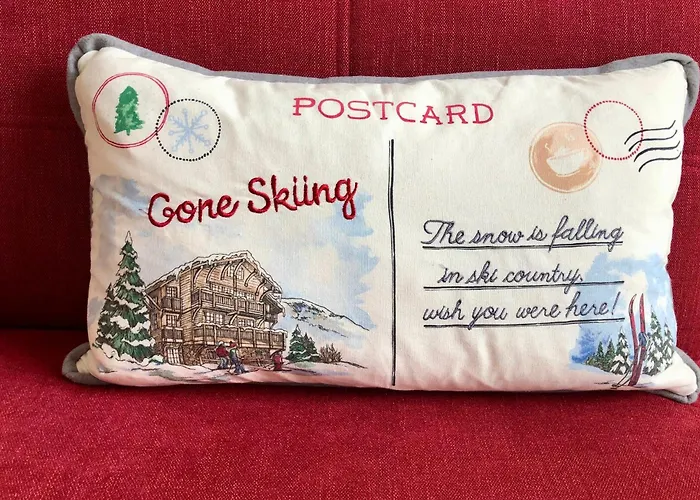 POSTCARD
Gone Skiing
The snow is falling
in ski country,
wish you were here!